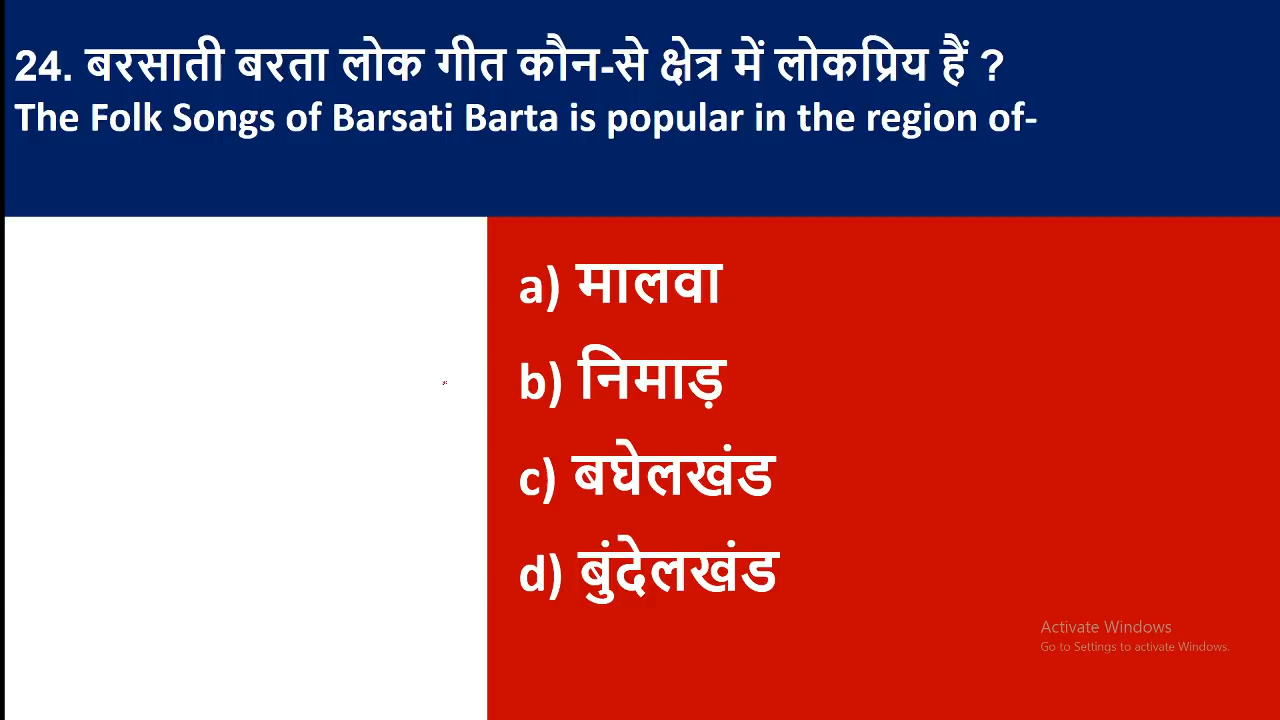 24. बरसाती बरता लोक गीत कौन-से क्षेत्र में लोकप्रिय हैं ?
The Folk Songs of Barsati Barta is popular in the region of-
a) मालवा
b) निमाड़
c) बघेलखंड
d) बुंदेलखंड
Activate Windows
Go to Settings to activate Windows.